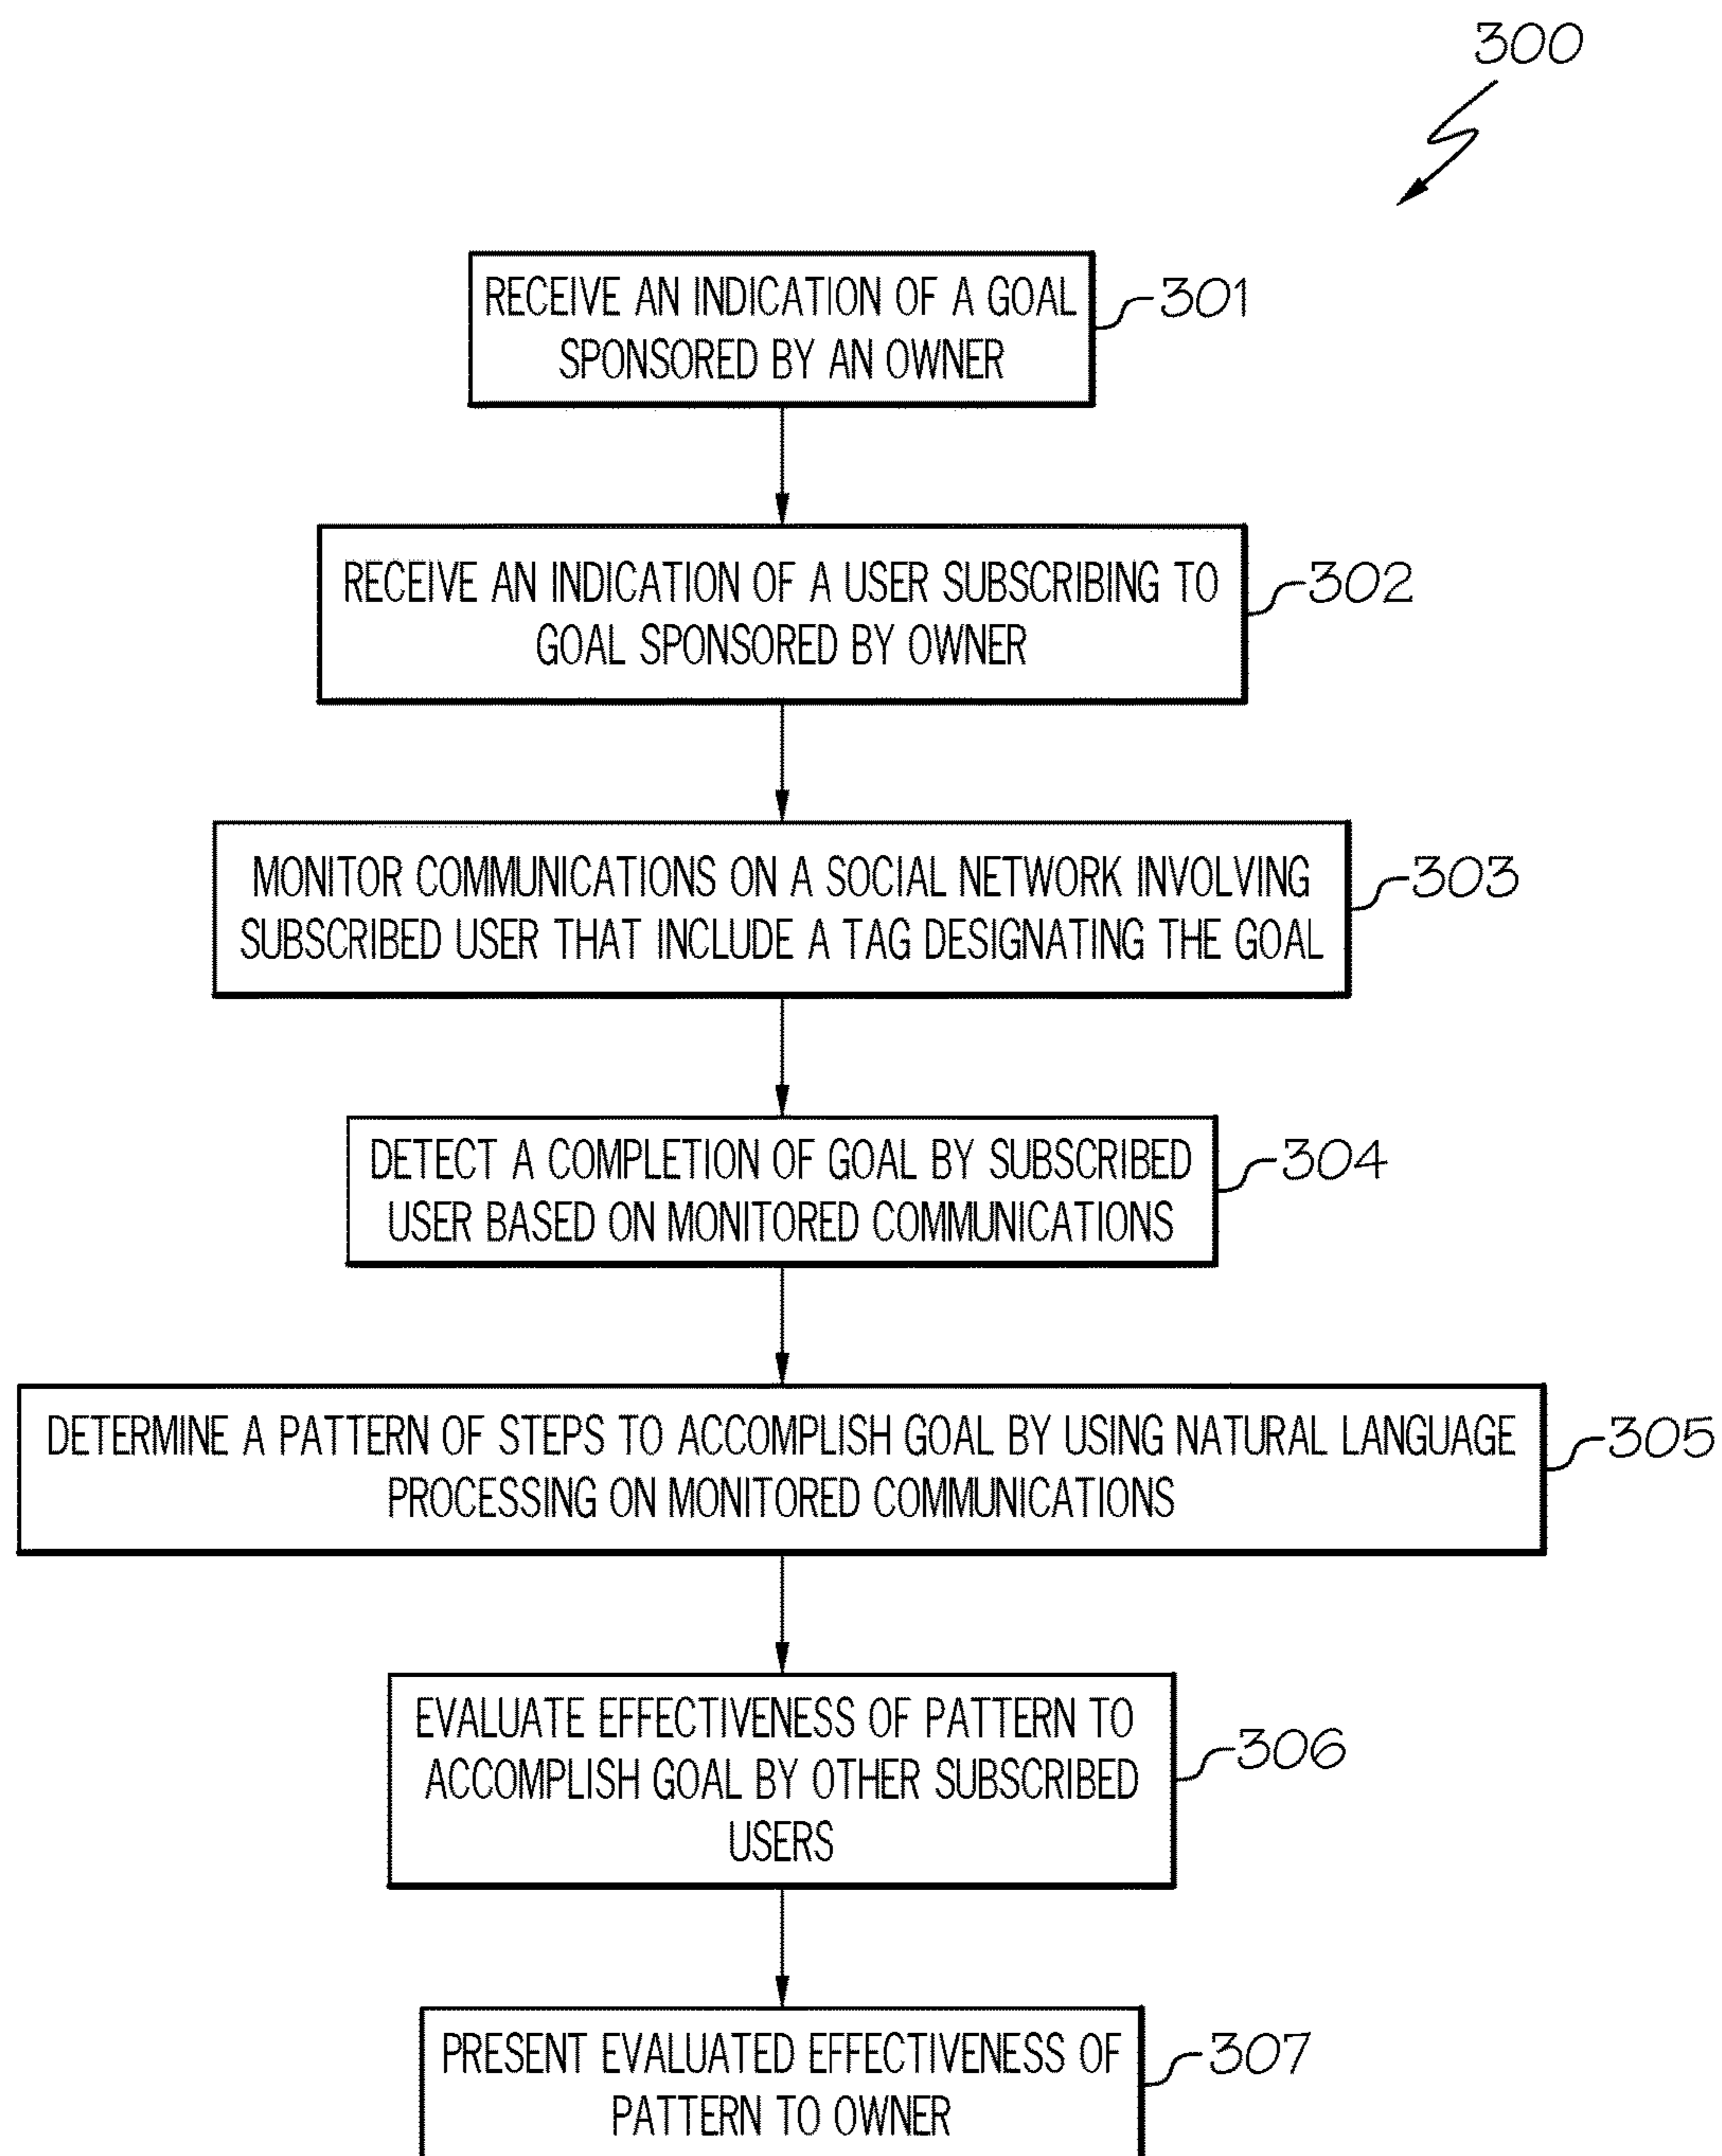 300
RECEIVE AN INDICATION OF A GOAL
SPONSORED BY AN OWNER
301
RECEIVE AN INDICATION OF A USER SUBSCRIBING TO
GOAL SPONSORED BY OWNER
302
MONITOR COMMUNICATIONS ON A SOCIAL NETWORK INVOLVING
SUBSCRIBED USER THAT INCLUDE A TAG DESIGNATING THE GOAL
303
DETECT A COMPLETION OF GOAL BY SUBSCRIBED
USER BASED ON MONITORED COMMUNICATIONS
304
DETERMINE A PATTERN OF STEPS TO ACCOMPLISH GOAL BY USING NATURAL LANGUAGE
PROCESSING ON MONITORED COMMUNICATIONS
305
EVALUATE EFFECTIVENESS OF PATTERN TO
ACCOMPLISH GOAL BY OTHER SUBSCRIBED
USERS
306
PRESENT EVALUATED EFFECTIVENESS OF
PATTERN TO OWNER
307